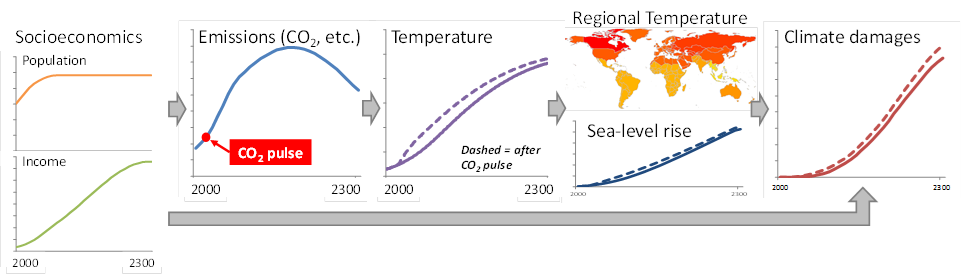 Socioeconomics
Population
Income
2000
2300
Emissions (CO₂, etc.)
CO₂ pulse
2000
2300
Temperature
Dashed = after
CO₂ pulse
2000
2300
Regional Temperature
Sea-level rise
2000
2300
Climate damages
2000
2300